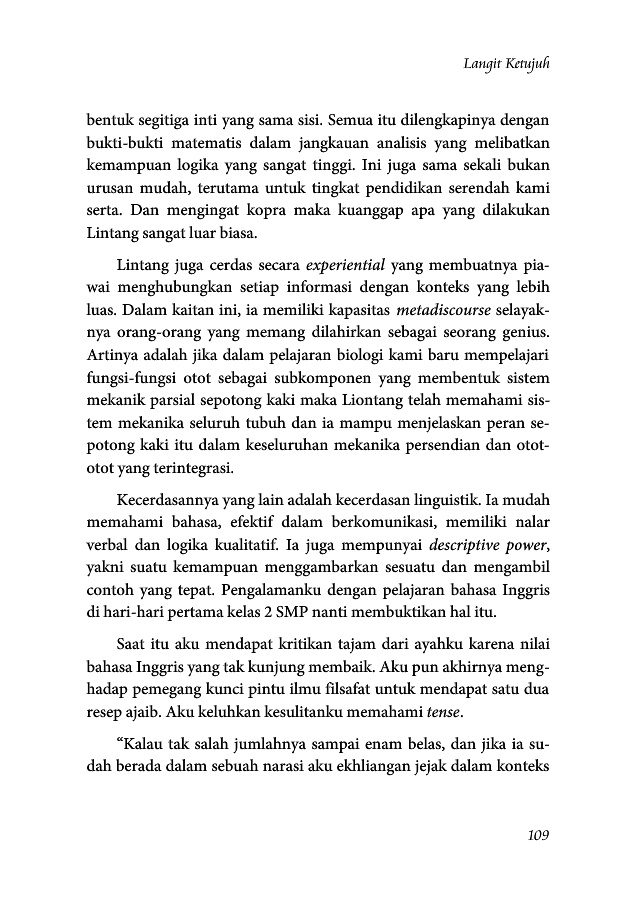 Langit Ketujuh
bentuk segitiga inti yang sama sisi. Semua itu dilengkapinya dengan
bukti-bukti matematis dalam jangkauan analisis yang melibatkan
kemampuan logika yang sangat tinggi. Ini juga sama sekali bukan
urusan mudah, terutama untuk tingkat pendidikan serendah kami
serta. Dan mengingat kopra maka kuanggap apa yang dilakukan
Lintang sangat luar biasa.
Lintang juga cerdas secara experiential yang membuatnya pia-
wai menghubungkan setiap informasi dengan konteks yang lebih
luas. Dalam kaitan ini, ia memiliki kapasitas metadiscourse selayak-
nya orang-orang yang memang dilahirkan sebagai seorang genius.
Artinya adalah jika dalam pelajaran biologi kami baru mempelajari
fungsi-fungsi otot sebagai subkomponen yang membentuk sistem
mekanik parsial sepotong kaki maka Liontang telah memahami sis-
tem mekanika seluruh tubuh dan ia mampu menjelaskan peran se-
potong kaki itu dalam keseluruhan mekanika persendian dan otot-
otot yang terintegrasi.
Kecerdasannya yang lain adalah kecerdasan linguistik. Ia mudah
memahami bahasa, efektif dalam berkomunikasi, memiliki nalar
verbal dan logika kualitatif. Ia juga mempunyai descriptive power,
yakni suatu kemampuan menggambarkan sesuatu dan mengambil
contoh yang tepat. Pengalamanku dengan pelajaran bahasa Inggris
di hari-hari pertama kelas 2 SMP nanti membuktikan hal itu.
Saat itu aku mendapat kritikan tajam dari ayahku karena nilai
bahasa Inggris yang tak kunjung membaik. Aku pun akhirnya meng-
hadap pemegang kunci pintu ilmu filsafat untuk mendapat satu dua
resep ajaib. Aku keluhkan kesulitanku memahami tense.
“Kalau tak salah jumlahnya sampai enam belas, dan jika ia su-
dah berada dalam sebuah narasi aku ekhliangan jejak dalam konteks
109